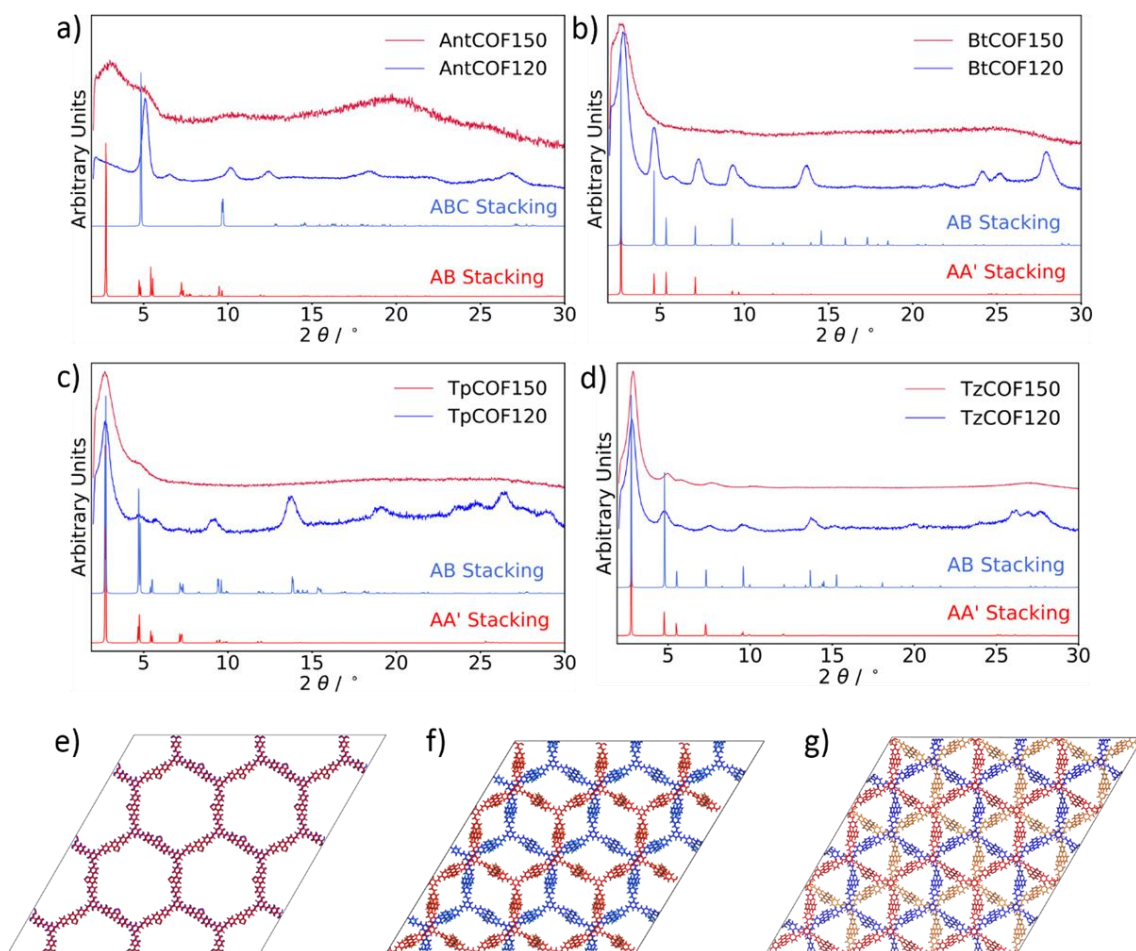 a)
AntCOF150
AntCOF120
ABC Stacking
AB Stacking
Arbitrary Units
5 10 15 20 25 30
2 θ / °
b)
BtCOF150
BtCOF120
AB Stacking
AA' Stacking
Arbitrary Units
5 10 15 20 25 30
2 θ / °
c)
TpCOF150
TpCOF120
AB Stacking
AA' Stacking
Arbitrary Units
5 10 15 20 25 30
2 θ / °
d)
TzCOF150
TzCOF120
AB Stacking
AA' Stacking
Arbitrary Units
5 10 15 20 25 30
2 θ / °
e)
f)
g)